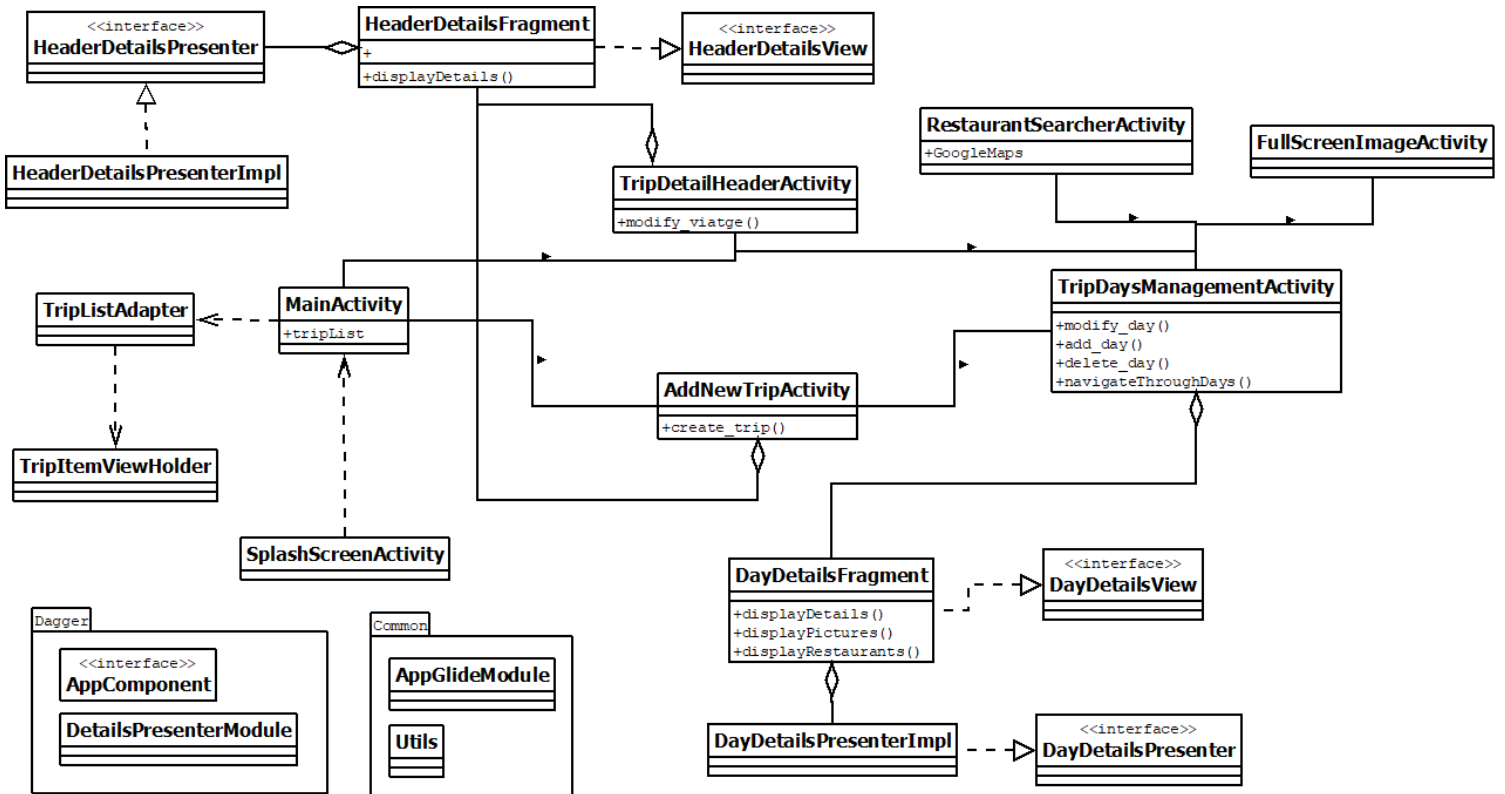 <<interface>>
HeaderDetailsPresenter
HeaderDetailsFragment
+
+displayDetails()
<<interface>>
HeaderDetailsView
HeaderDetailsPresenterImpl
TripDetailHeaderActivity
+modify_viatge()
RestaurantSearcherActivity
+GoogleMaps
FullScreenImageActivity
TripListAdapter
MainActivity
+tripList
TripDaysManagementActivity
+modify_day()
+add_day()
+delete_day()
+navigateThroughDays()
AddNewTripActivity
+create_trip()
TripItemViewHolder
SplashScreenActivity
DayDetailsFragment
+displayDetails()
+displayPictures()
+displayRestaurants()
<<interface>>
DayDetailsView
Dagger
<<interface>>
AppComponent
DetailsPresenterModule
Common
AppGlideModule
Utils
DayDetailsPresenterImpl
<<interface>>
DayDetailsPresenter